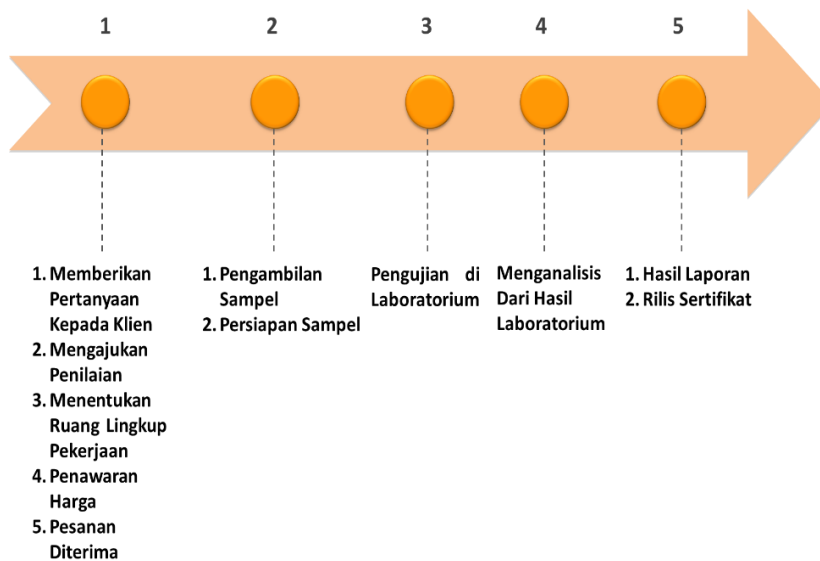 1
2
3
4
5
1. Memberikan
Pertanyaan
Kepada Klien
2. Mengajukan
Penilaian
3. Menentukan
Ruang Lingkup
Pekerjaan
4. Penawaran
Harga
5. Pesanan
Diterima
1. Pengambilan
Sampel
2. Persiapan Sampel
Pengujian di
Laboratorium
Menganalisis
Dari Hasil
Laboratorium
1. Hasil Laporan
2. Rilis Sertifikat